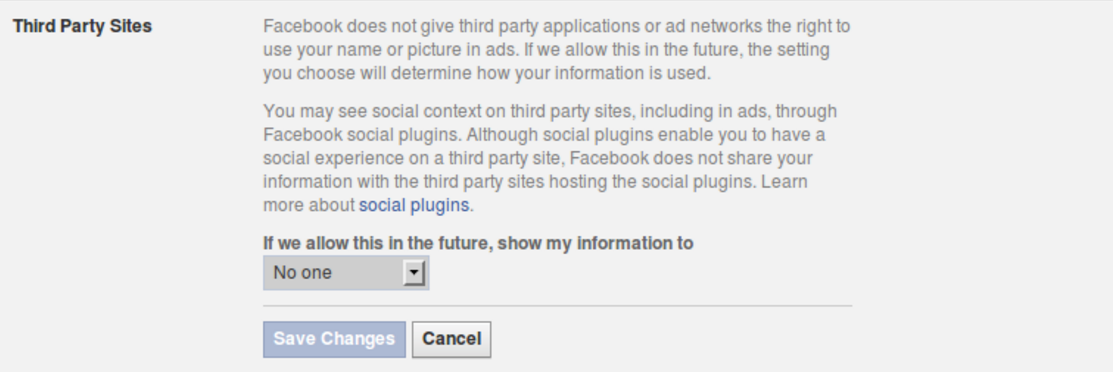 Third Party Sites
Facebook does not give third party applications or ad networks the right to
use your name or picture in ads. If we allow this in the future, the setting
you choose will determine how your information is used.
You may see social context on third party sites, including in ads, through
Facebook social plugins. Although social plugins enable you to have a
social experience on a third party site, Facebook does not share your
information with the third party sites hosting the social plugins. Learn
more about social plugins.
If we allow this in the future, show my information to
No one
Save Changes
Cancel